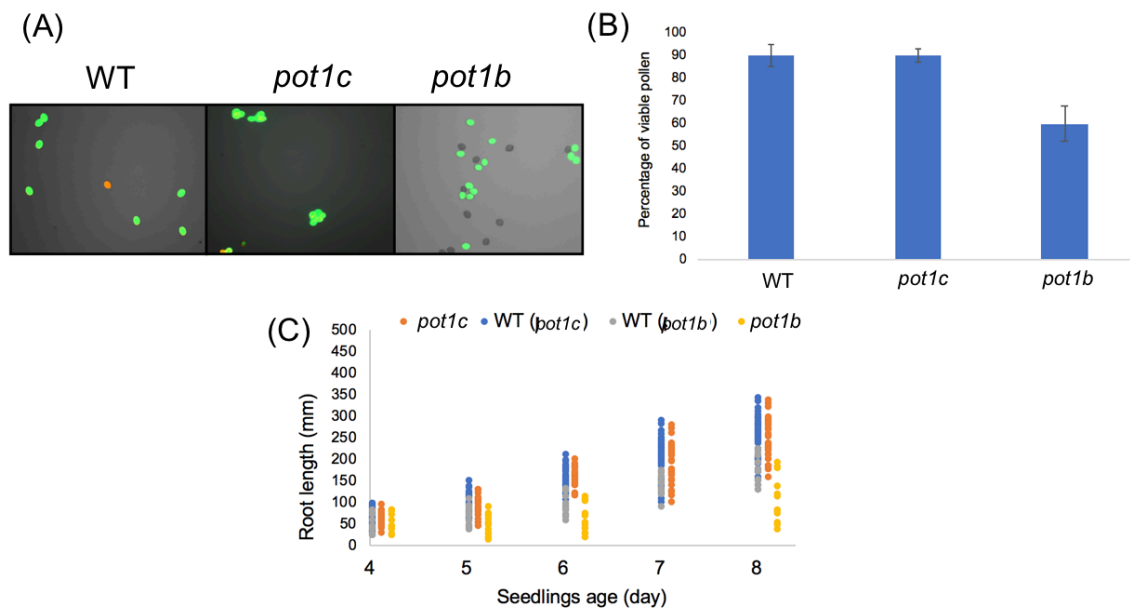 (A)
WT pot1c pot1b
(B)
100
90
80
70
60
50
40
30
20
10
0
Percentage of viable pollen
WT pot1c pot1b
(C)
pot1c WT (pot1c) WT (pot1b) pot1b
500
450
400
350
300
250
200
150
100
50
0
Root length (mm)
4 5 6 7 8
Seedlings age (day)